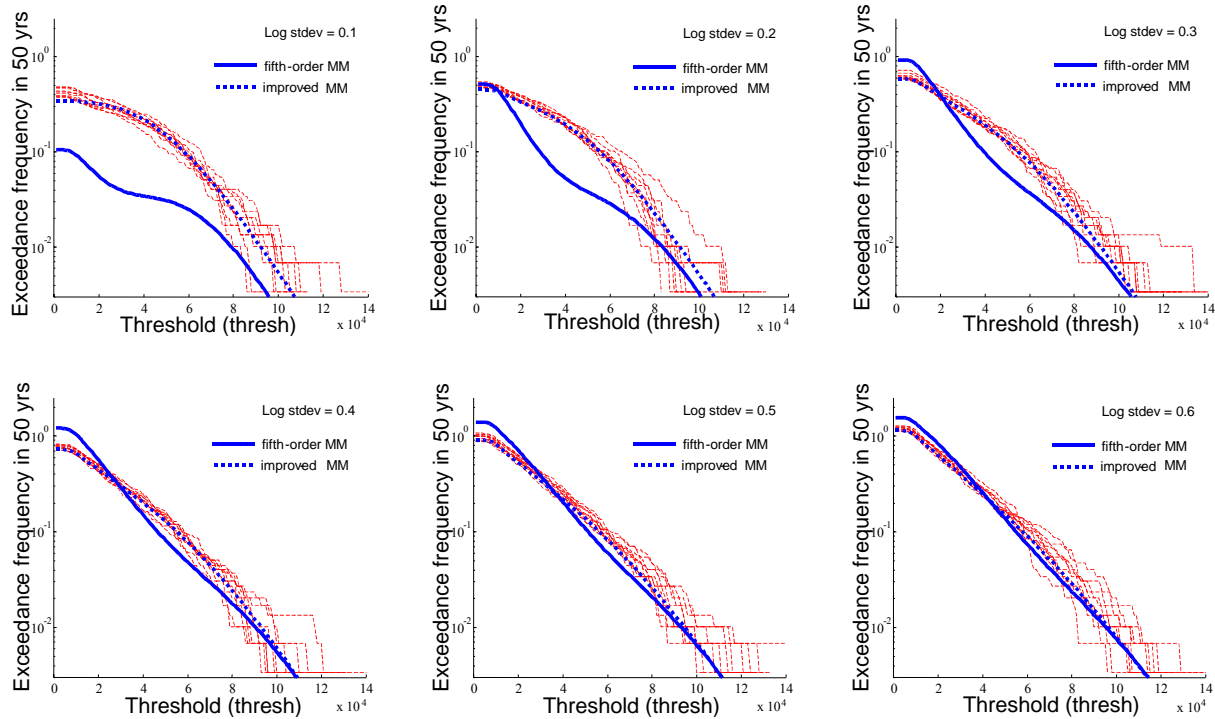 Log stdev = 0.1
fifth-order MM
improved MM
Exceedance frequency in 50 yrs
10^0
10^-1
10^-2
0 2 4 6 8 10 12 14
x 10^4
Threshold (thresh)
Log stdev = 0.2
fifth-order MM
improved MM
Exceedance frequency in 50 yrs
10^0
10^-1
10^-2
0 2 4 6 8 10 12 14
x 10^4
Threshold (thresh)
Log stdev = 0.3
fifth-order MM
improved MM
Exceedance frequency in 50 yrs
10^0
10^-1
10^-2
0 2 4 6 8 10 12 14
x 10^4
Threshold (thresh)
Log stdev = 0.4
fifth-order MM
improved MM
Exceedance frequency in 50 yrs
10^0
10^-1
10^-2
0 2 4 6 8 10 12 14
x 10^4
Threshold (thresh)
Log stdev = 0.5
fifth-order MM
improved MM
Exceedance frequency in 50 yrs
10^0
10^-1
10^-2
0 2 4 6 8 10 12 14
x 10^4
Threshold (thresh)
Log stdev = 0.6
fifth-order MM
improved MM
Exceedance frequency in 50 yrs
10^0
10^-1
10^-2
0 2 4 6 8 10 12 14
x 10^4
Threshold (thresh)